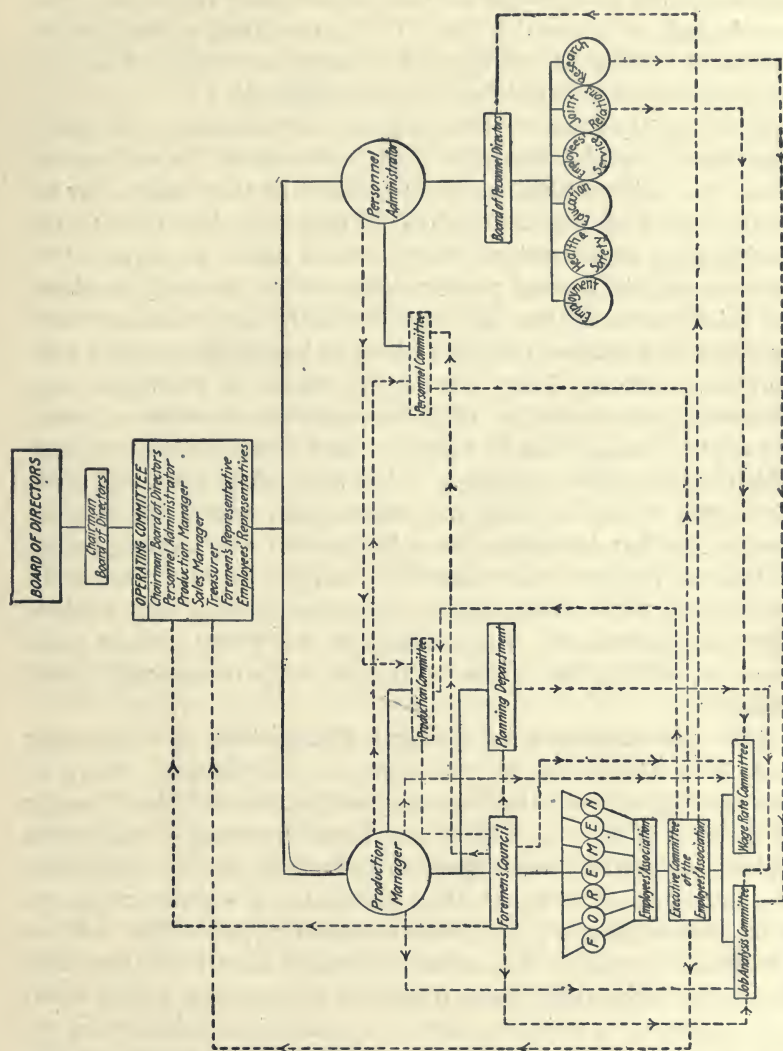 BOARD OF DIRECTORS
Chairman
Board of Directors
OPERATING COMMITTEE
Chairman Board of Directors
Personnel Administrator
Production Manager
Sales Manager
Treasurer
Foremen's Representative
Employees' Representatives
Production
Manager
Personnel
Administrator
Production Committee
Personnel Committee
Foremen's Council
Planning Department
Board of Personnel Directors
Employment
Health &
Safety
Education
Employees'
Service
Joint
Relations
Research
F O R E M E N
Employees' Association
Executive Committee
of the
Employees' Association
Job Analysis Committee
Wage Rate Committee